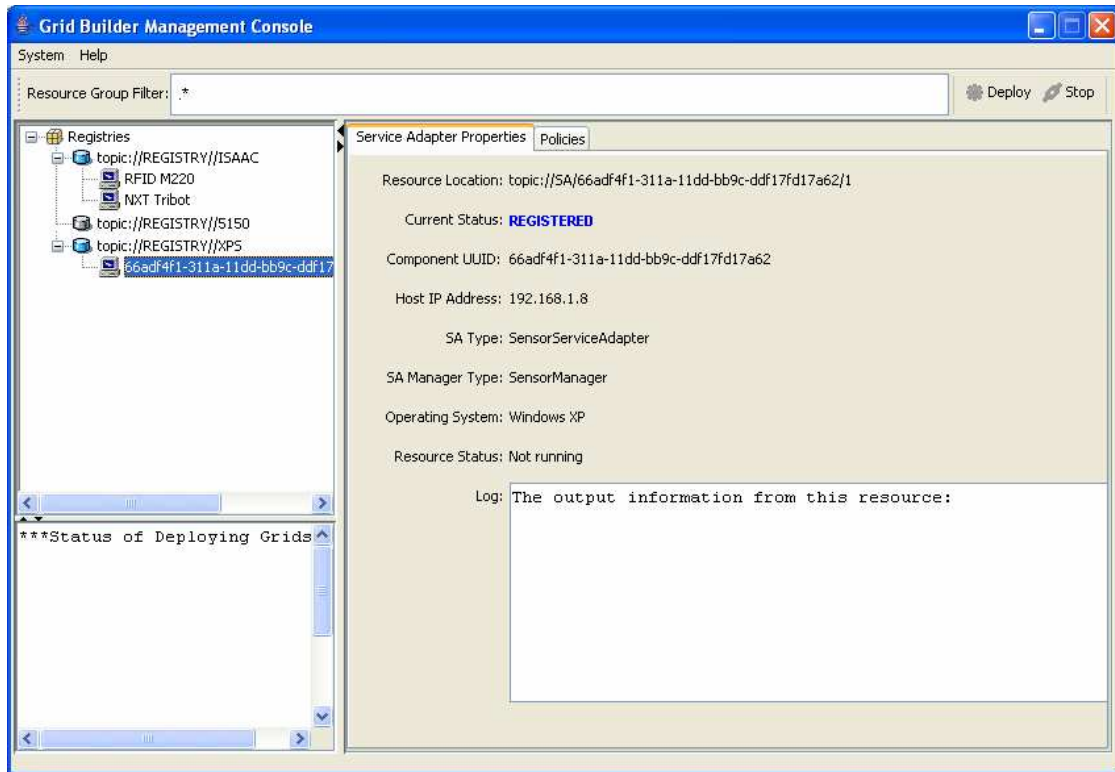 Grid Builder Management Console
System Help
Resource Group Filter: .*
Deploy Stop
Registries
topic://REGISTRY//ISAAC
RFID M220
NXT Tribot
topic://REGISTRY//5150
topic://REGISTRY//XPS
66adf4f1-311a-11dd-bb9c-ddf17
***Status of Deploying Grids
Service Adapter Properties Policies
Resource Location: topic://SA/66adf4f1-311a-11dd-bb9c-ddf17fd17a62/1
Current Status: REGISTERED
Component UUID: 66adf4f1-311a-11dd-bb9c-ddf17fd17a62
Host IP Address: 192.168.1.8
SA Type: SensorServiceAdapter
SA Manager Type: SensorManager
Operating System: Windows XP
Resource Status: Not running
Log: The output information from this resource: